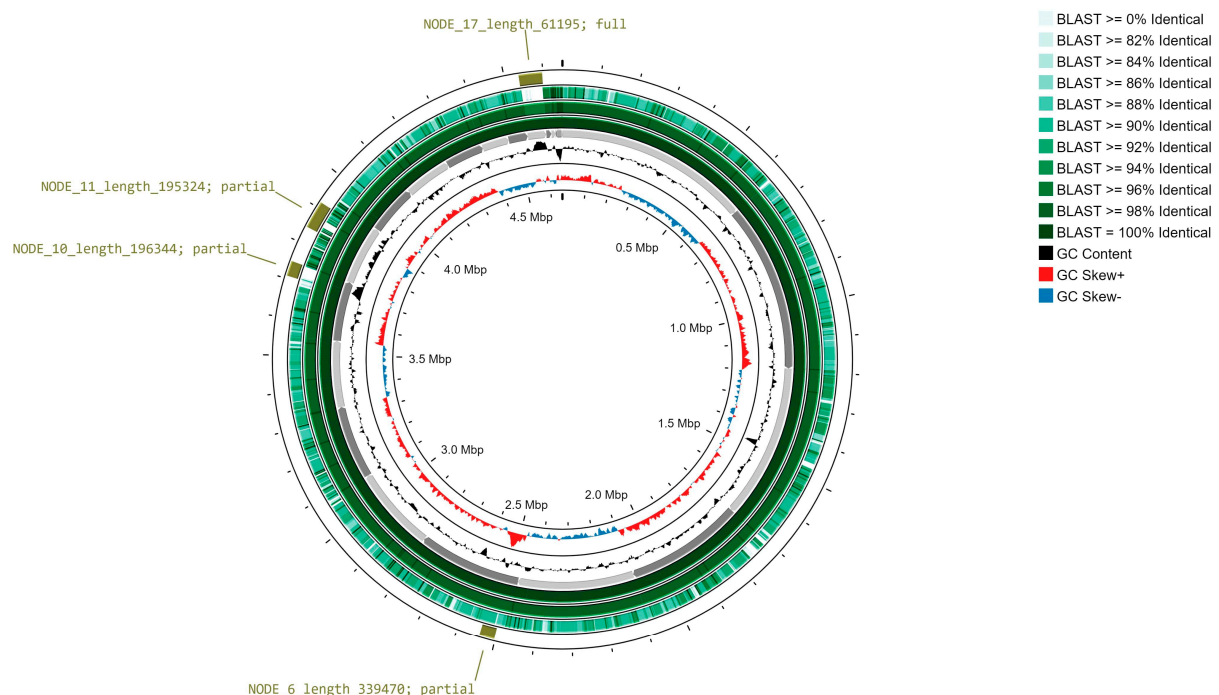 NODE_17_length_61195; full
NODE_11_length_195324; partial
NODE_10_length_196344; partial
NODE_6_length_339470; partial
4.5 Mbp
0.5 Mbp
4.0 Mbp
1.0 Mbp
3.5 Mbp
1.5 Mbp
3.0 Mbp
2.0 Mbp
2.5 Mbp
BLAST >= 0% Identical
BLAST >= 82% Identical
BLAST >= 84% Identical
BLAST >= 86% Identical
BLAST >= 88% Identical
BLAST >= 90% Identical
BLAST >= 92% Identical
BLAST >= 94% Identical
BLAST >= 96% Identical
BLAST >= 98% Identical
BLAST = 100% Identical
GC Content
GC Skew+
GC Skew-